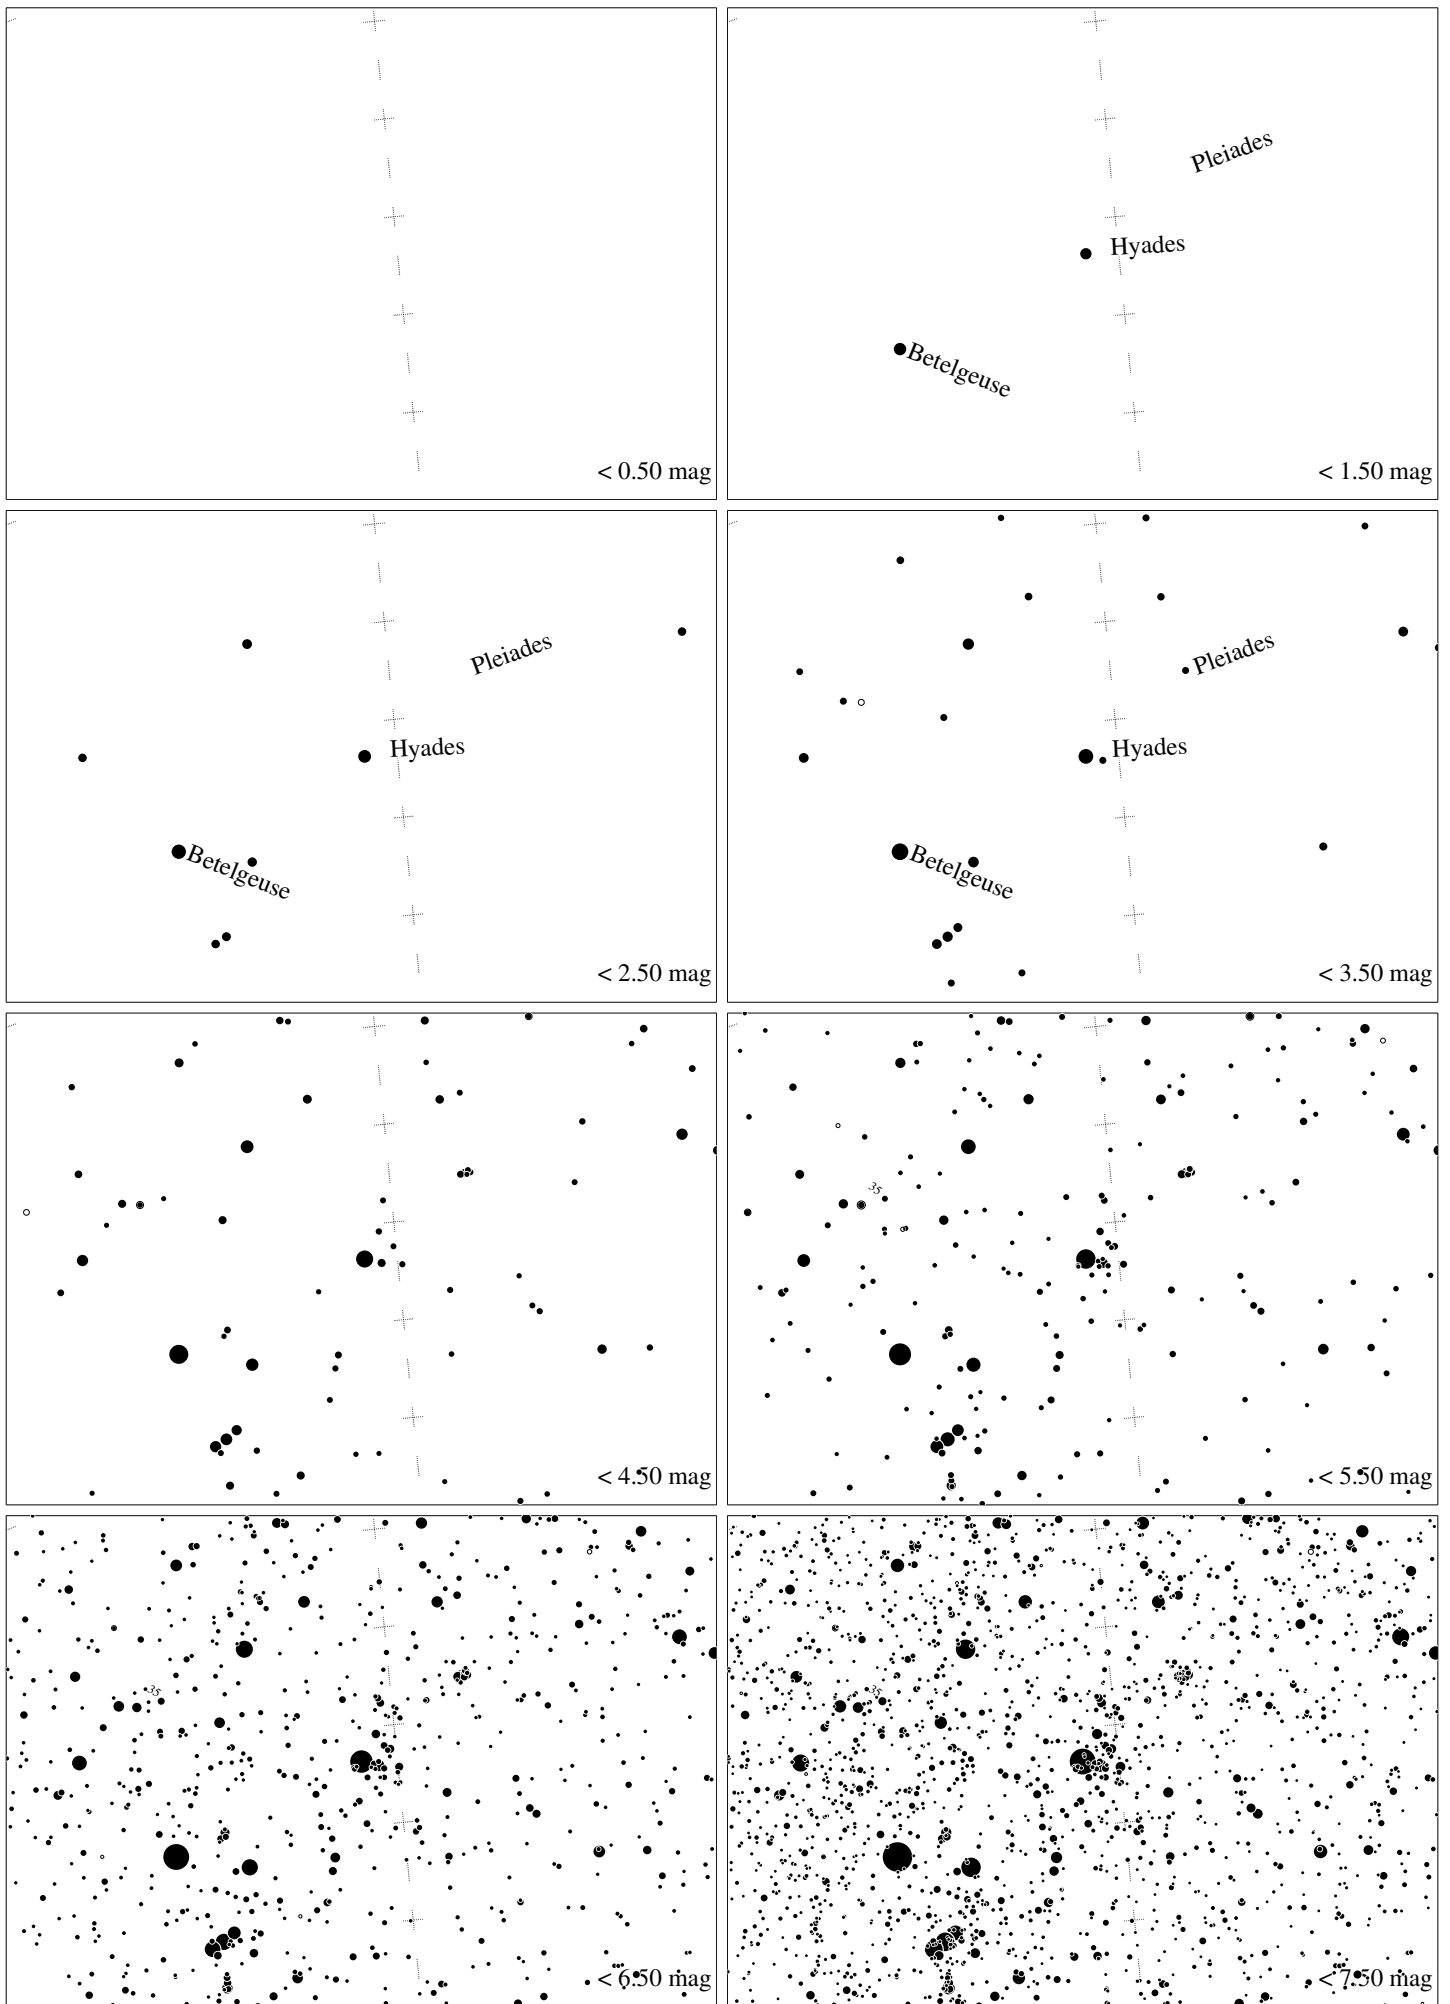 < 0.50 mag
Pleiades
Hyades
Betelgeuse
< 1.50 mag
Pleiades
Hyades
Betelgeuse
< 2.50 mag
Pleiades
Hyades
Betelgeuse
< 3.50 mag
< 4.50 mag
35
< 5.50 mag
35
< 6.50 mag
35
< 7.50 mag